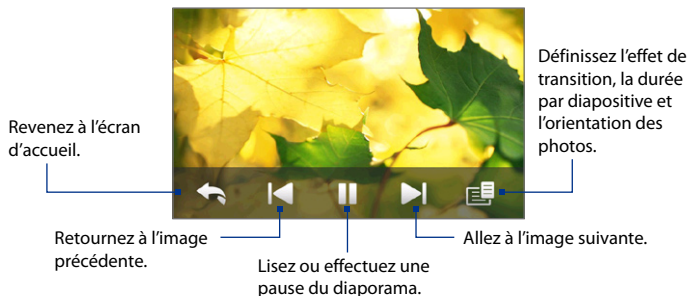 Définissez l'effet de
transition, la durée
par diapositive et
l'orientation des
photos.
Revenez à l'écran
d'accueil.
Retournez à l'image
précédente.
Lisez ou effectuez une
pause du diaporama.
Allez à l'image suivante.